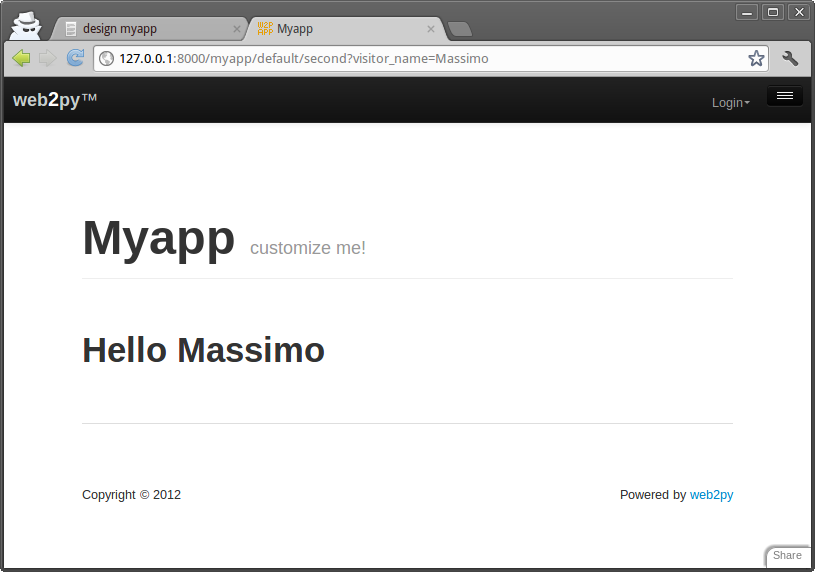 design myapp
Myapp
127.0.0.1:8000/myapp/default/second?visitor_name=Massimo
web2py™
Login
Myapp customize me!
Hello Massimo
Copyright © 2012
Powered by web2py
Share